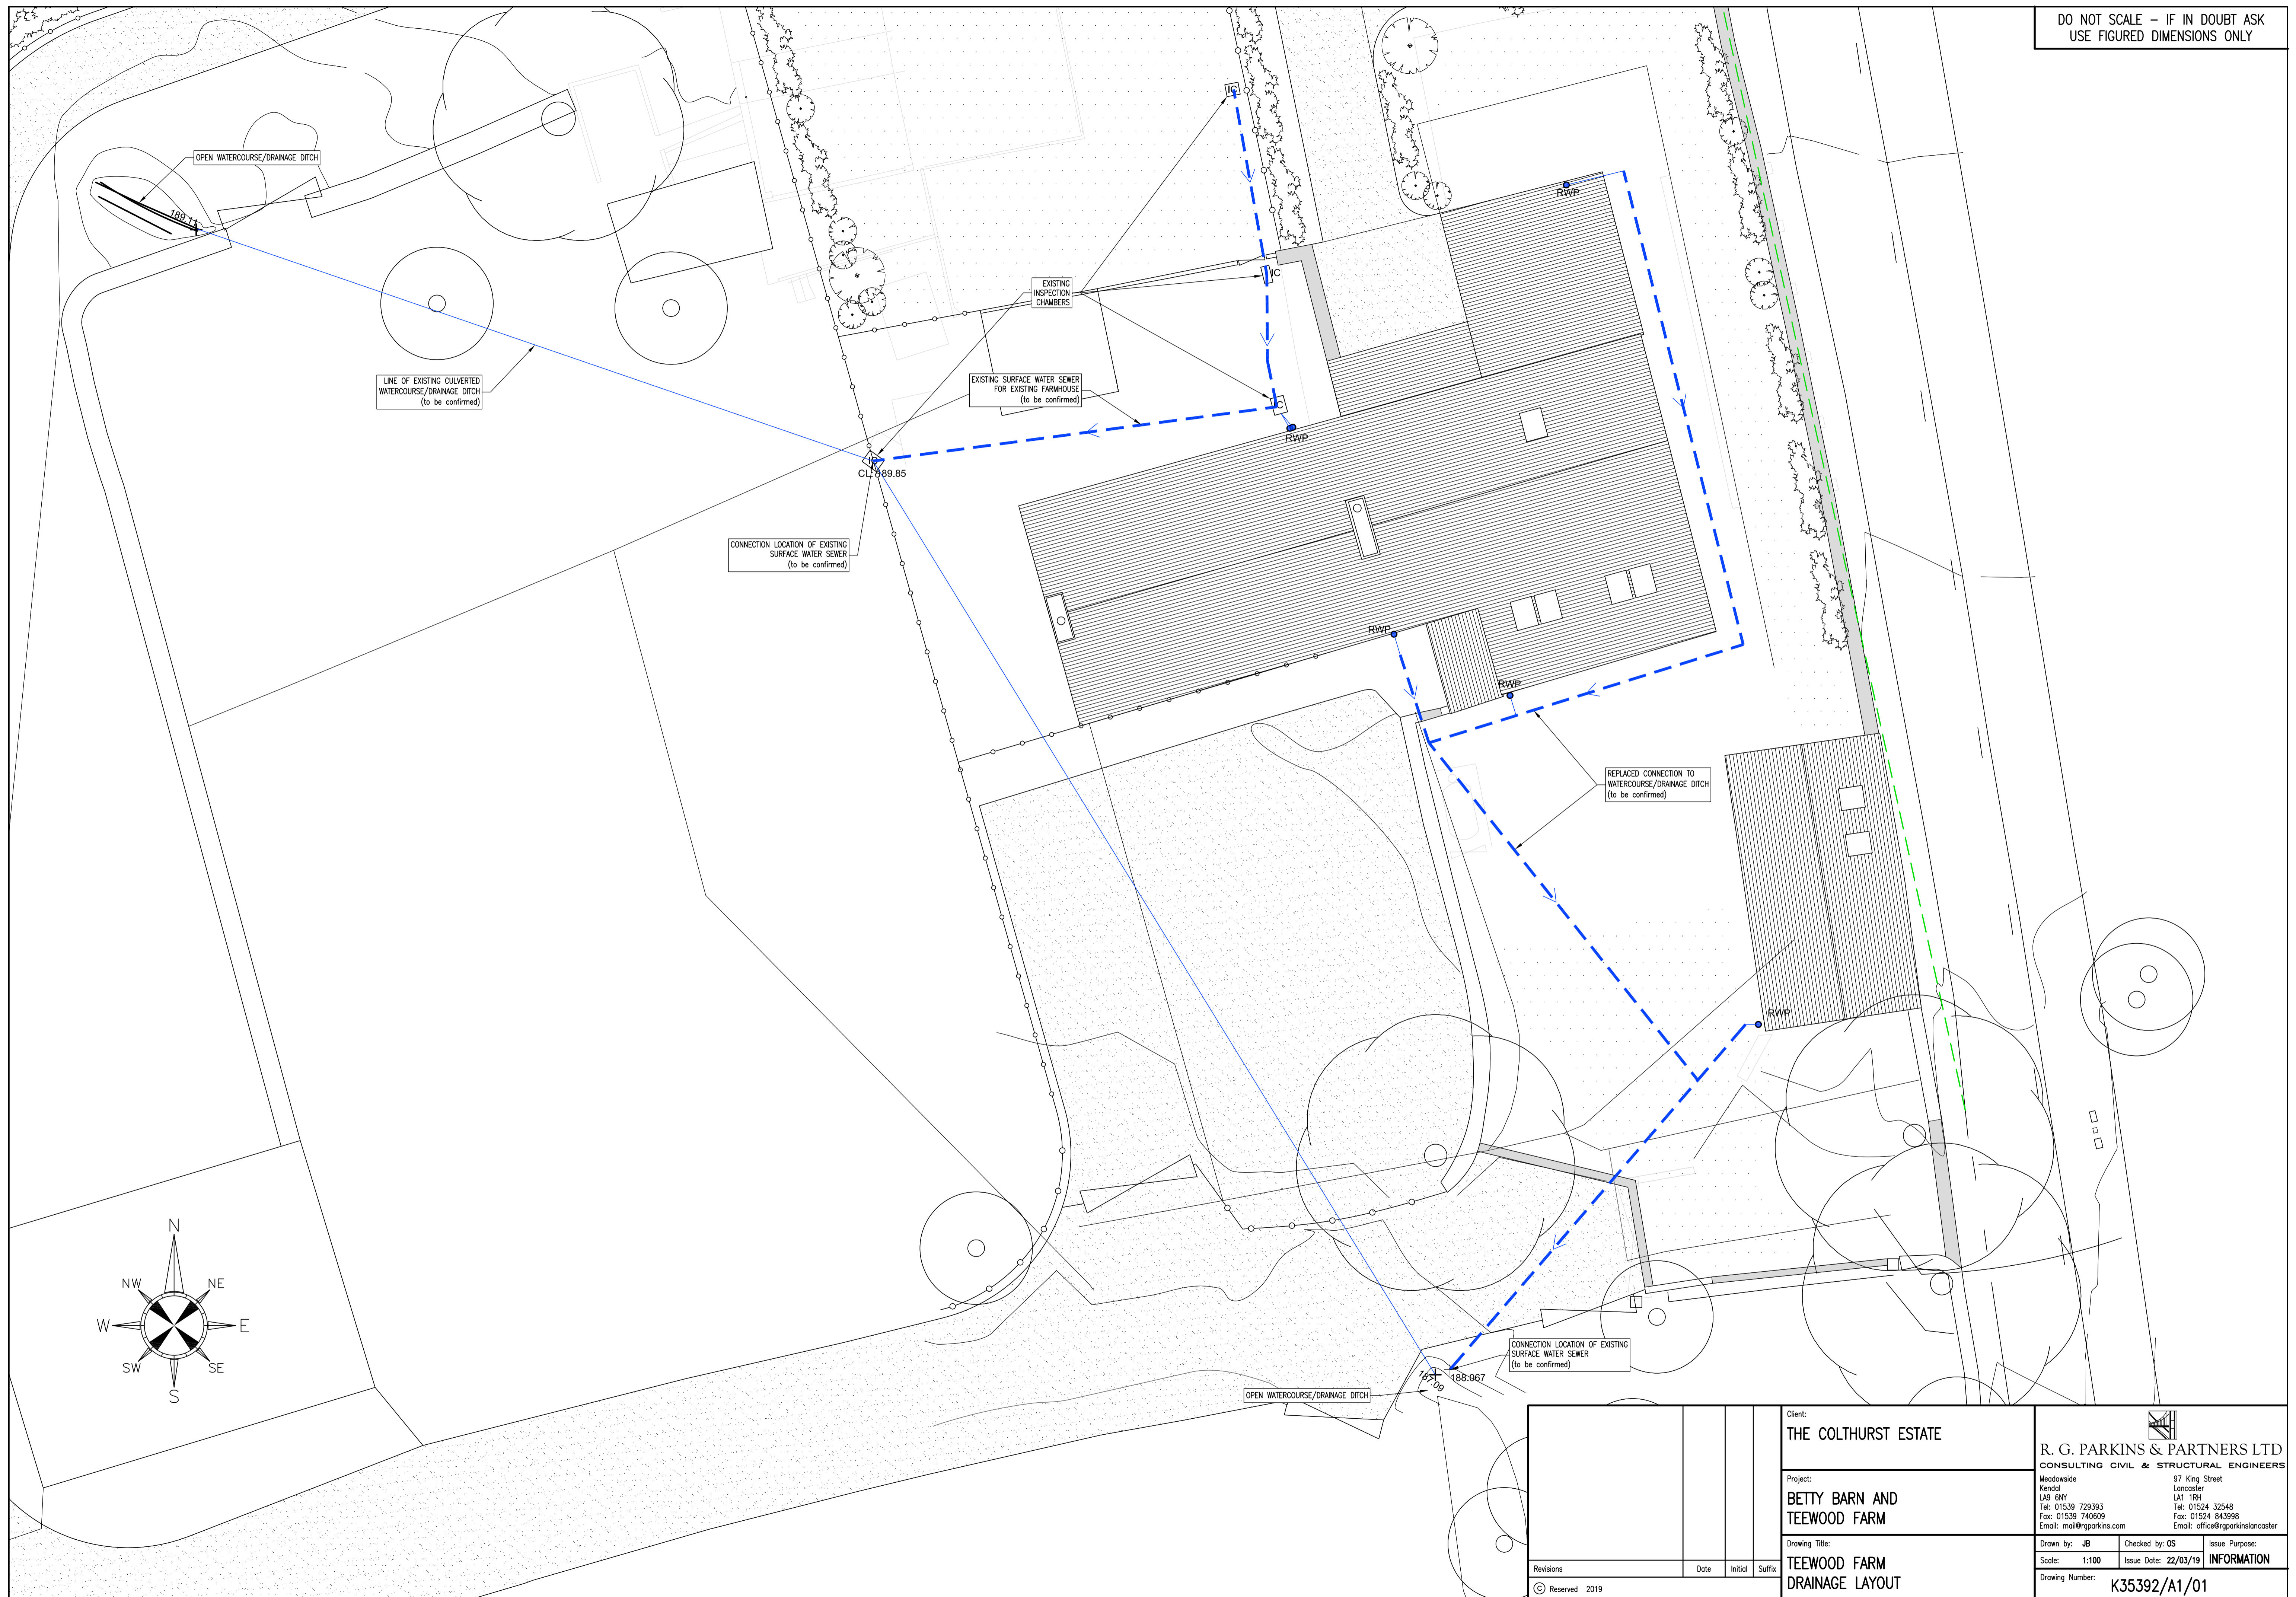 DO NOT SCALE – IF IN DOUBT ASK
USE FIGURED DIMENSIONS ONLY
IC
OPEN WATERCOURSE/DRAINAGE DITCH
189.11
RWP
IC
EXISTING
INSPECTION
CHAMBERS
LINE OF EXISTING CULVERTED
WATERCOURSE/DRAINAGE DITCH
(to be confirmed)
EXISTING SURFACE WATER SEWER
FOR EXISTING FARMHOUSE
(to be confirmed)
IC
RWP
IC
CL: 189.85
CONNECTION LOCATION OF EXISTING
SURFACE WATER SEWER
(to be confirmed)
RWP
RWP
REPLACED CONNECTION TO
WATERCOURSE/DRAINAGE DITCH
(to be confirmed)
RWP
N
NW NE
W E
SW SE
S
CONNECTION LOCATION OF EXISTING
SURFACE WATER SEWER
(to be confirmed)
187.09
188.067
OPEN WATERCOURSE/DRAINAGE DITCH
Revisions Date Initial Suffix
© Reserved 2019
Client:
THE COLTHURST ESTATE
Project:
BETTY BARN AND
TEEWOOD FARM
Drawing Title:
TEEWOOD FARM
DRAINAGE LAYOUT
R. G. PARKINS & PARTNERS LTD
CONSULTING CIVIL & STRUCTURAL ENGINEERS
Meadowside
Kendal
LA9 6NY
Tel: 01539 729393
Fax: 01539 740609
Email: mail@rgparkins.com
97 King Street
Lancaster
LA1 1RH
Tel: 01524 32548
Fax: 01524 843998
Email: office@rgparkinslancaster
Drawn by: JB Checked by: OS Issue Purpose:
Scale: 1:100 Issue Date: 22/03/19 INFORMATION
Drawing Number:
K35392/A1/01